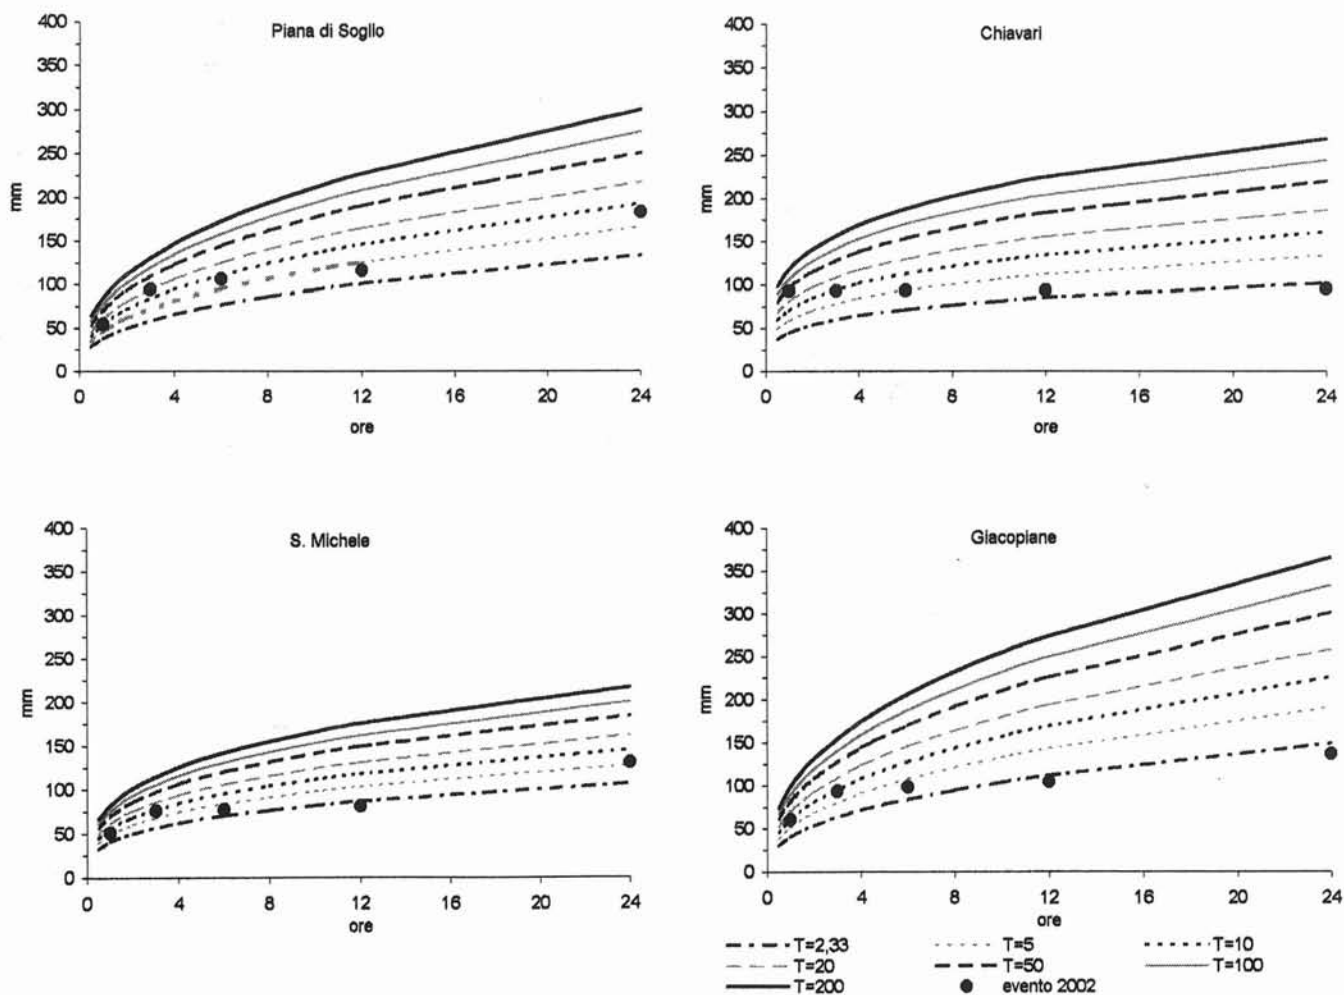 Piana di Soglio
400
350
300
250
200
150
100
50
0
mm
0 4 8 12 16 20 24
ore
Chiavari
400
350
300
250
200
150
100
50
0
mm
0 4 8 12 16 20 24
ore
S. Michele
400
350
300
250
200
150
100
50
0
mm
0 4 8 12 16 20 24
ore
Giacopiane
400
350
300
250
200
150
100
50
0
mm
0 4 8 12 16 20 24
ore
T=2,33 T=5 T=10
T=20 T=50 T=100
T=200 evento 2002